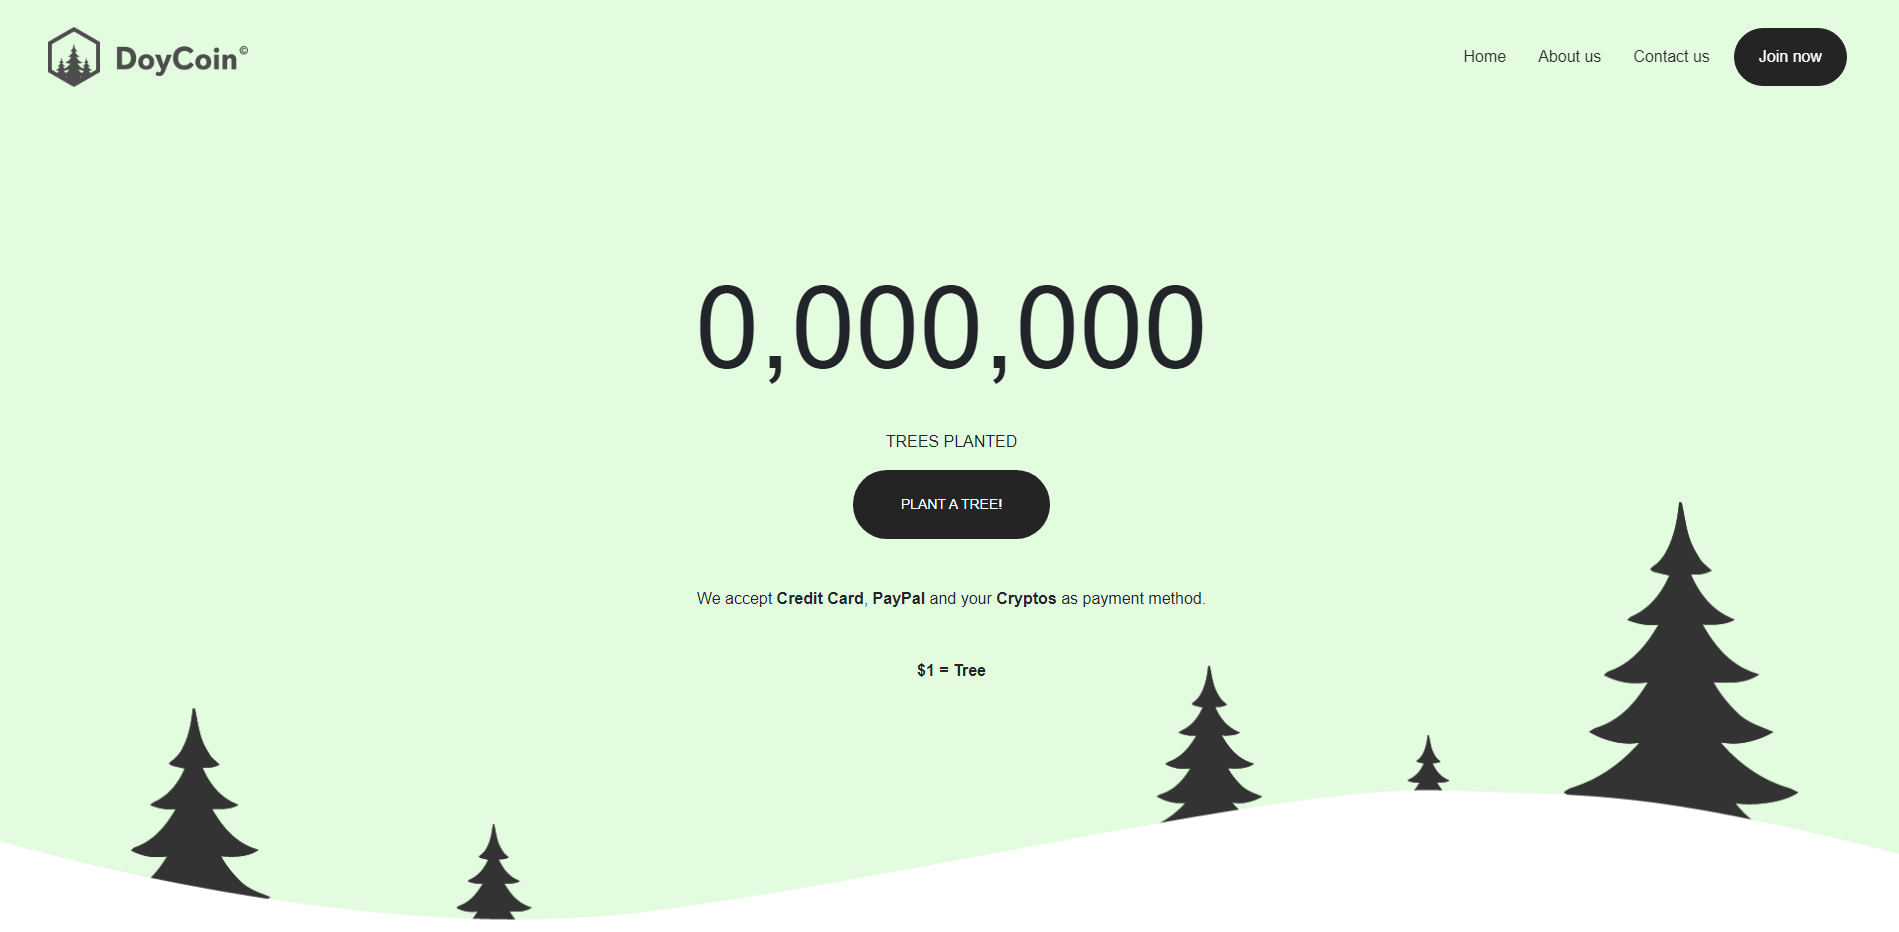 DoyCoin©
Home
About us
Contact us
Join now
0,000,000
TREES PLANTED
PLANT A TREE!
We accept Credit Card, PayPal and your Cryptos as payment method.
$1 = Tree